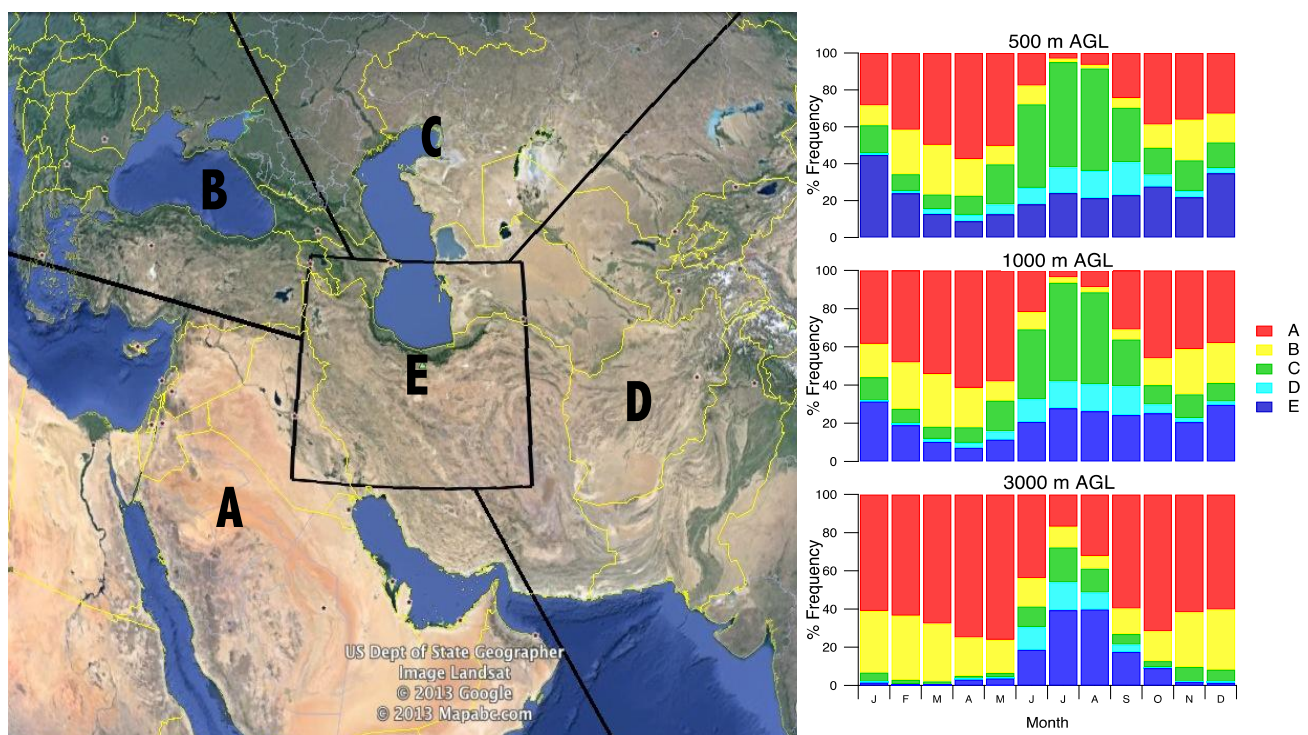 C
B
E
D
A
US Dept of State Geographer
Image Landsat
© 2013 Google
© 2013 Mapabc.com
500 m AGL
% Frequency
100
80
60
40
20
0
1000 m AGL
% Frequency
100
80
60
40
20
0
3000 m AGL
% Frequency
100
80
60
40
20
0
J F M A M J J A S O N D
Month
A
B
C
D
E